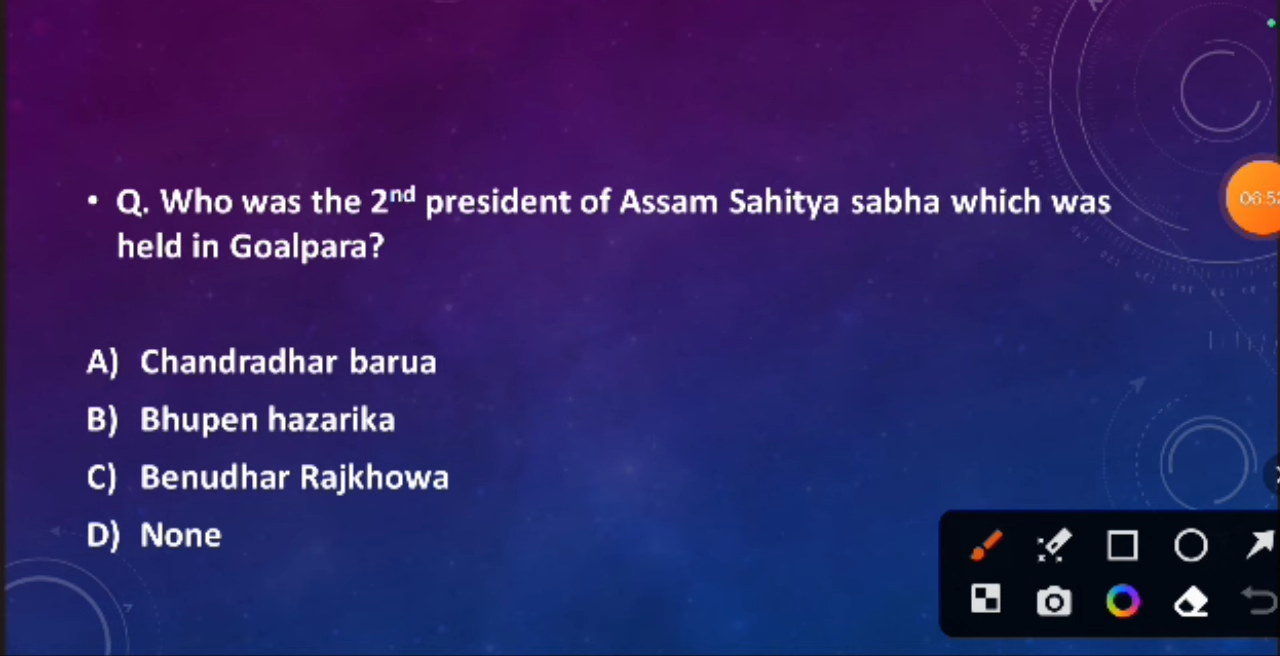 • Q. Who was the 2nd president of Assam Sahitya sabha which was
held in Goalpara?
A) Chandradhar barua
B) Bhupen hazarika
C) Benudhar Rajkhowa
D) None